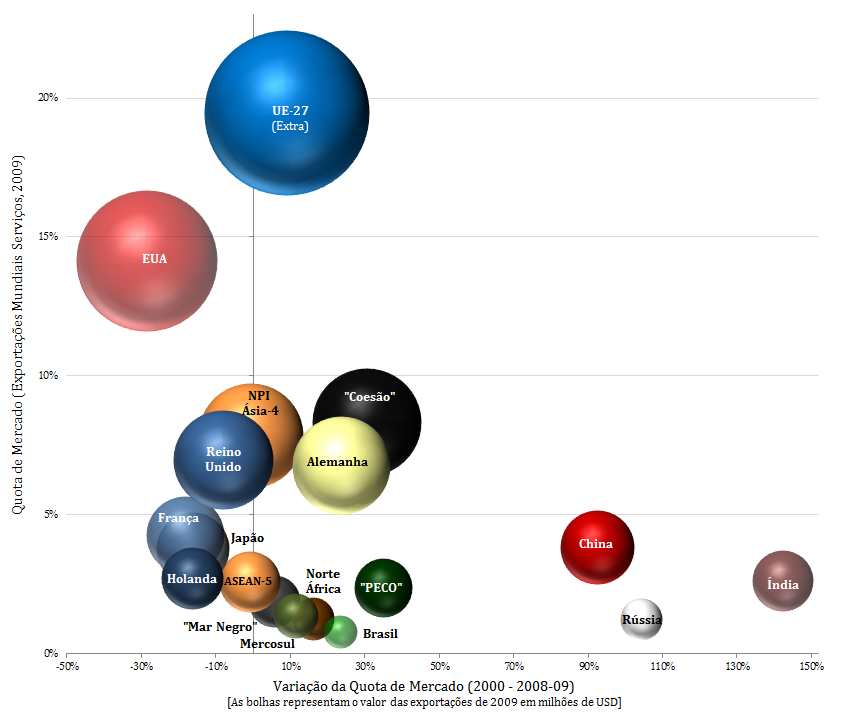 Quota de Mercado (Exportações Mundiais Serviços, 2009)
20%
15%
10%
5%
0%
UE-27
(Extra)
EUA
NPI
Ásia-4
"Coesão"
Reino
Unido
Alemanha
França
Japão
China
Holanda
ASEAN-5
Norte
África
"PECO"
Índia
"Mar Negro"
Mercosul
Brasil
Rússia
-50%
-30%
-10%
10%
30%
50%
70%
90%
110%
130%
150%
Variação da Quota de Mercado (2000 - 2008-09)
[As bolhas representam o valor das exportações de 2009 em milhões de USD]